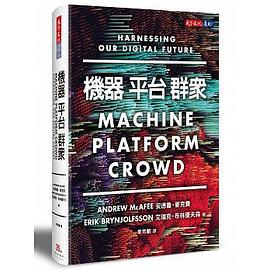 HARNESSING
OUR DIGITAL FUTURE
機器 平台 群眾
MACHINE
PLATFORM
CROWD
ANDREW McAFEE 安德魯・麥克費
ERIK BRYNJOLFSSON 艾瑞克・布林優夫森 著
李芳齡 譯
機器 平台 群眾